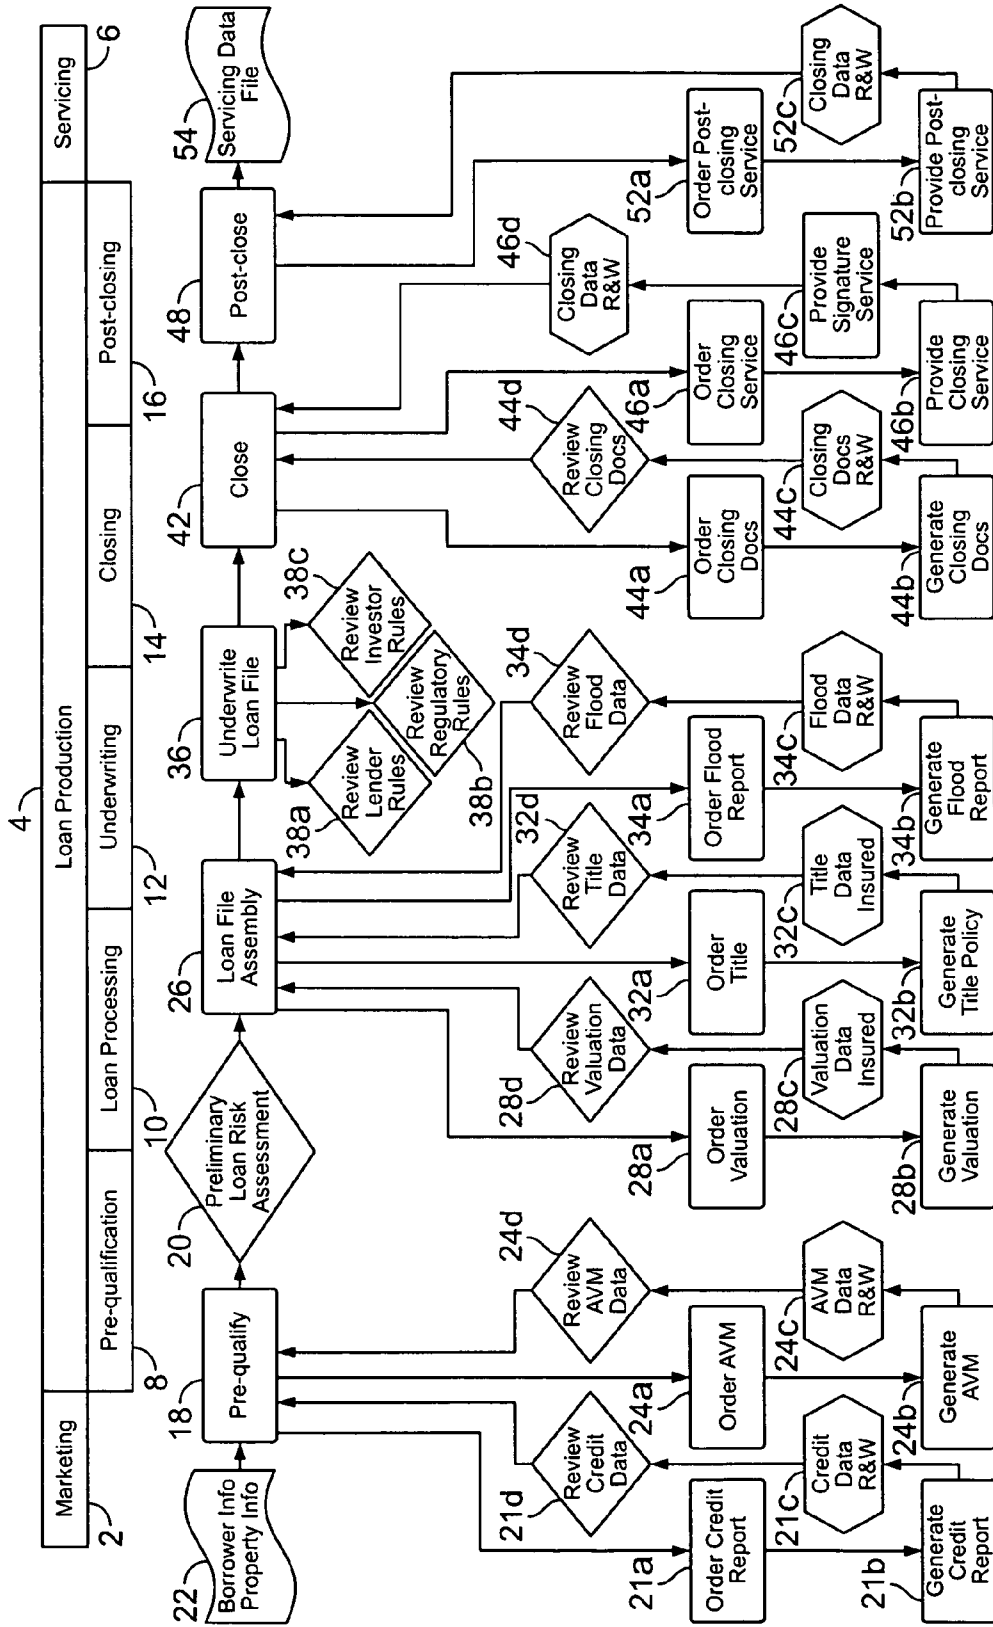 4
Marketing
Loan Production
Servicing
2
6
Pre-qualification
Loan Processing
Underwriting
Closing
Post-closing
8
10
12
14
16
22
Borrower Info
Property Info
18
Pre-qualify
20
Preliminary
Loan Risk
Assessment
26
Loan File
Assembly
36
Underwrite
Loan File
42
Close
48
Post-close
54
Servicing Data
File
38a
Review
Lender
Rules
38b
Review
Regulatory
Rules
38c
Review
Investor
Rules
21d
Review
Credit
Data
24d
Review
AVM
Data
28d
Review
Valuation
Data
32d
Review
Title
Data
34d
Review
Flood
Data
44d
Review
Closing
Docs
46d
Closing
Data
R&W
21a
Order Credit
Report
24a
Order AVM
28a
Order
Valuation
32a
Order
Title
34a
Order Flood
Report
44a
Order
Closing
Docs
46a
Order
Closing
Service
52a
Order Post-
closing
Service
21C
Credit
Data
R&W
24C
AVM
Data
R&W
28C
Valuation
Data
Insured
32C
Title
Data
Insured
34C
Flood
Data
R&W
44C
Closing
Docs
R&W
46C
Provide
Signature
Service
52C
Closing
Data
R&W
21b
Generate
Credit
Report
24b
Generate
AVM
28b
Generate
Valuation
32b
Generate
Title Policy
34b
Generate
Flood
Report
44b
Generate
Closing
Docs
46b
Provide
Closing
Service
52b
Provide Post-
closing
Service